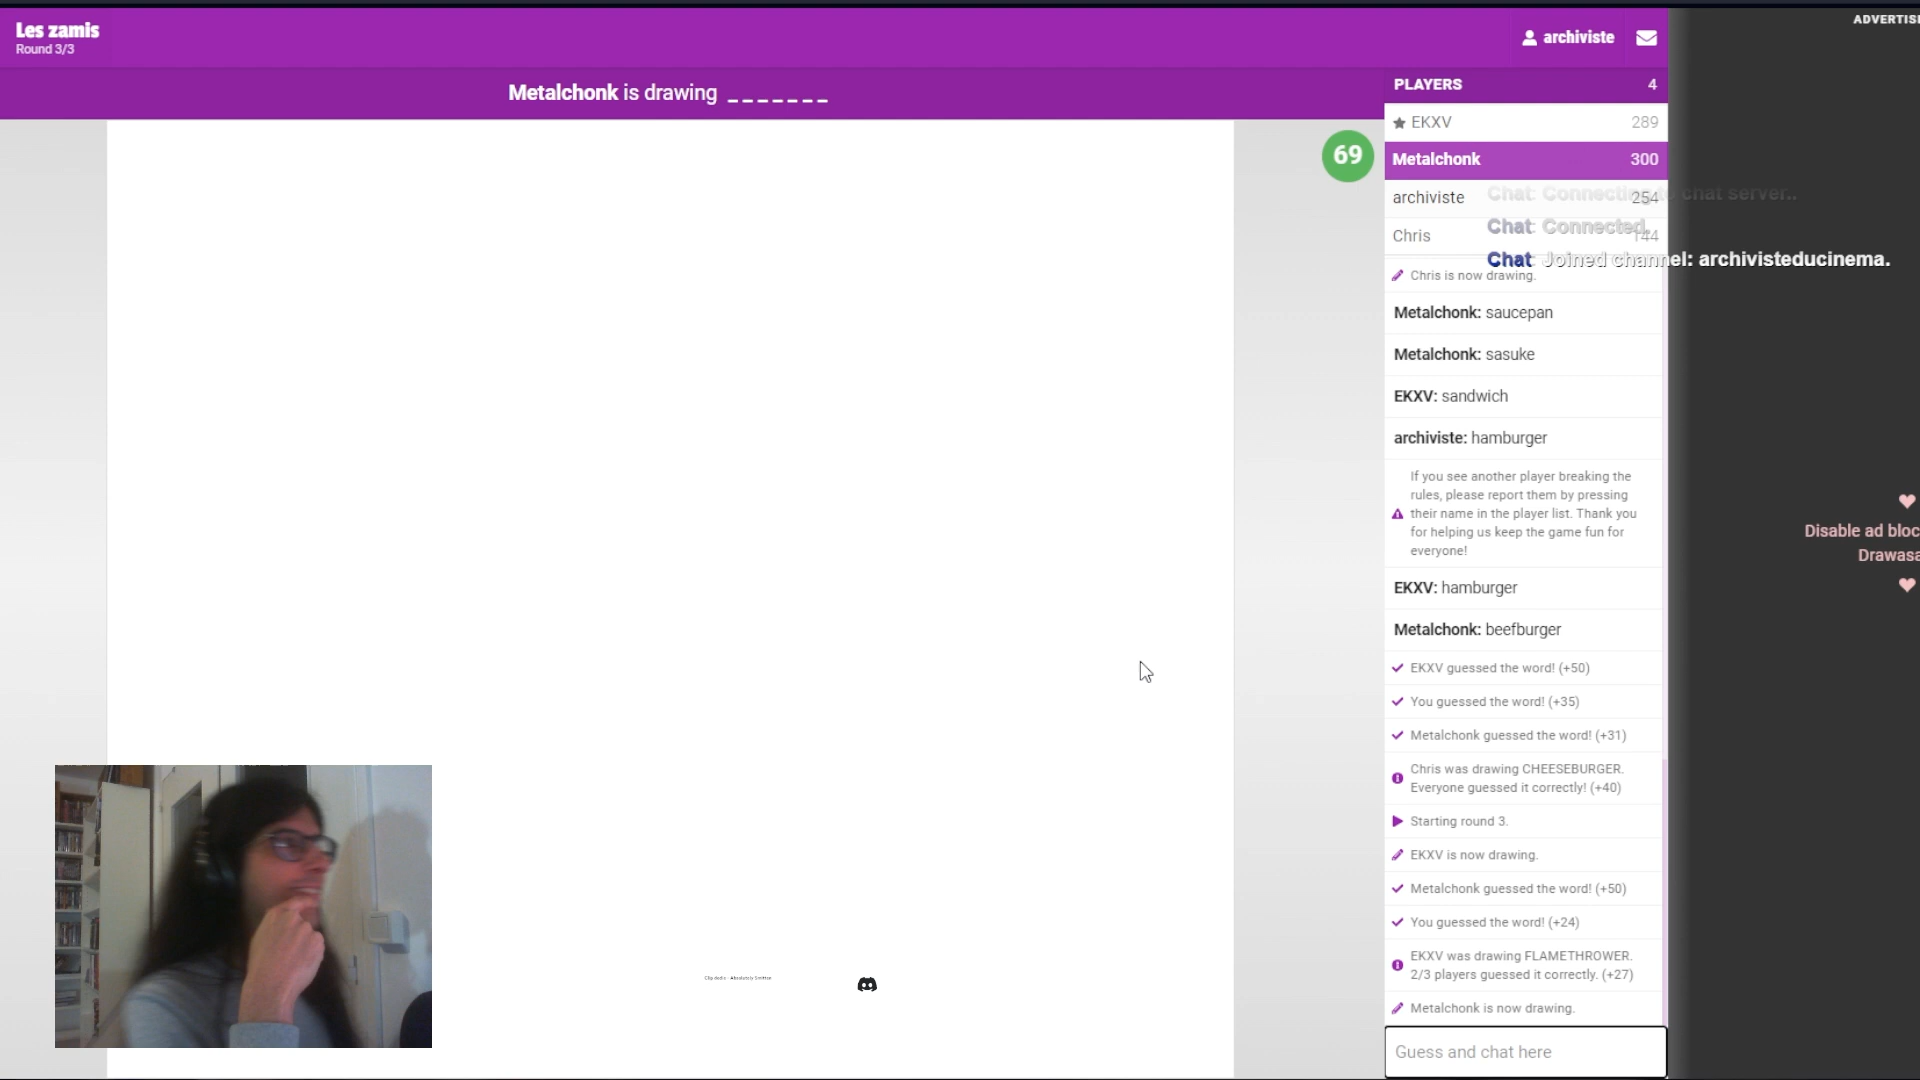 Les zamis
Round 3/3
archiviste
ADVERTIS
Metalchonk is drawing _ _ _ _ _ _ _
PLAYERS 4
EKXV 289
69
Metalchonk 300
archiviste 254
Chat: Connecting to chat server..
Chris 144
Chat: Connected.
Chat: Joined channel: archivisteducinema.
Chris is now drawing.
Metalchonk: saucepan
Metalchonk: sasuke
EKXV: sandwich
archiviste: hamburger
If you see another player breaking the
rules, please report them by pressing
their name in the player list. Thank you
for helping us keep the game fun for
everyone!
Disable ad bloc
Drawasa
EKXV: hamburger
Metalchonk: beefburger
EKXV guessed the word! (+50)
You guessed the word! (+35)
Metalchonk guessed the word! (+31)
Chris was drawing CHEESEBURGER.
Everyone guessed it correctly! (+40)
Starting round 3.
EKXV is now drawing.
Metalchonk guessed the word! (+50)
You guessed the word! (+24)
EKXV was drawing FLAMETHROWER.
2/3 players guessed it correctly. (+27)
Metalchonk is now drawing.
Guess and chat here